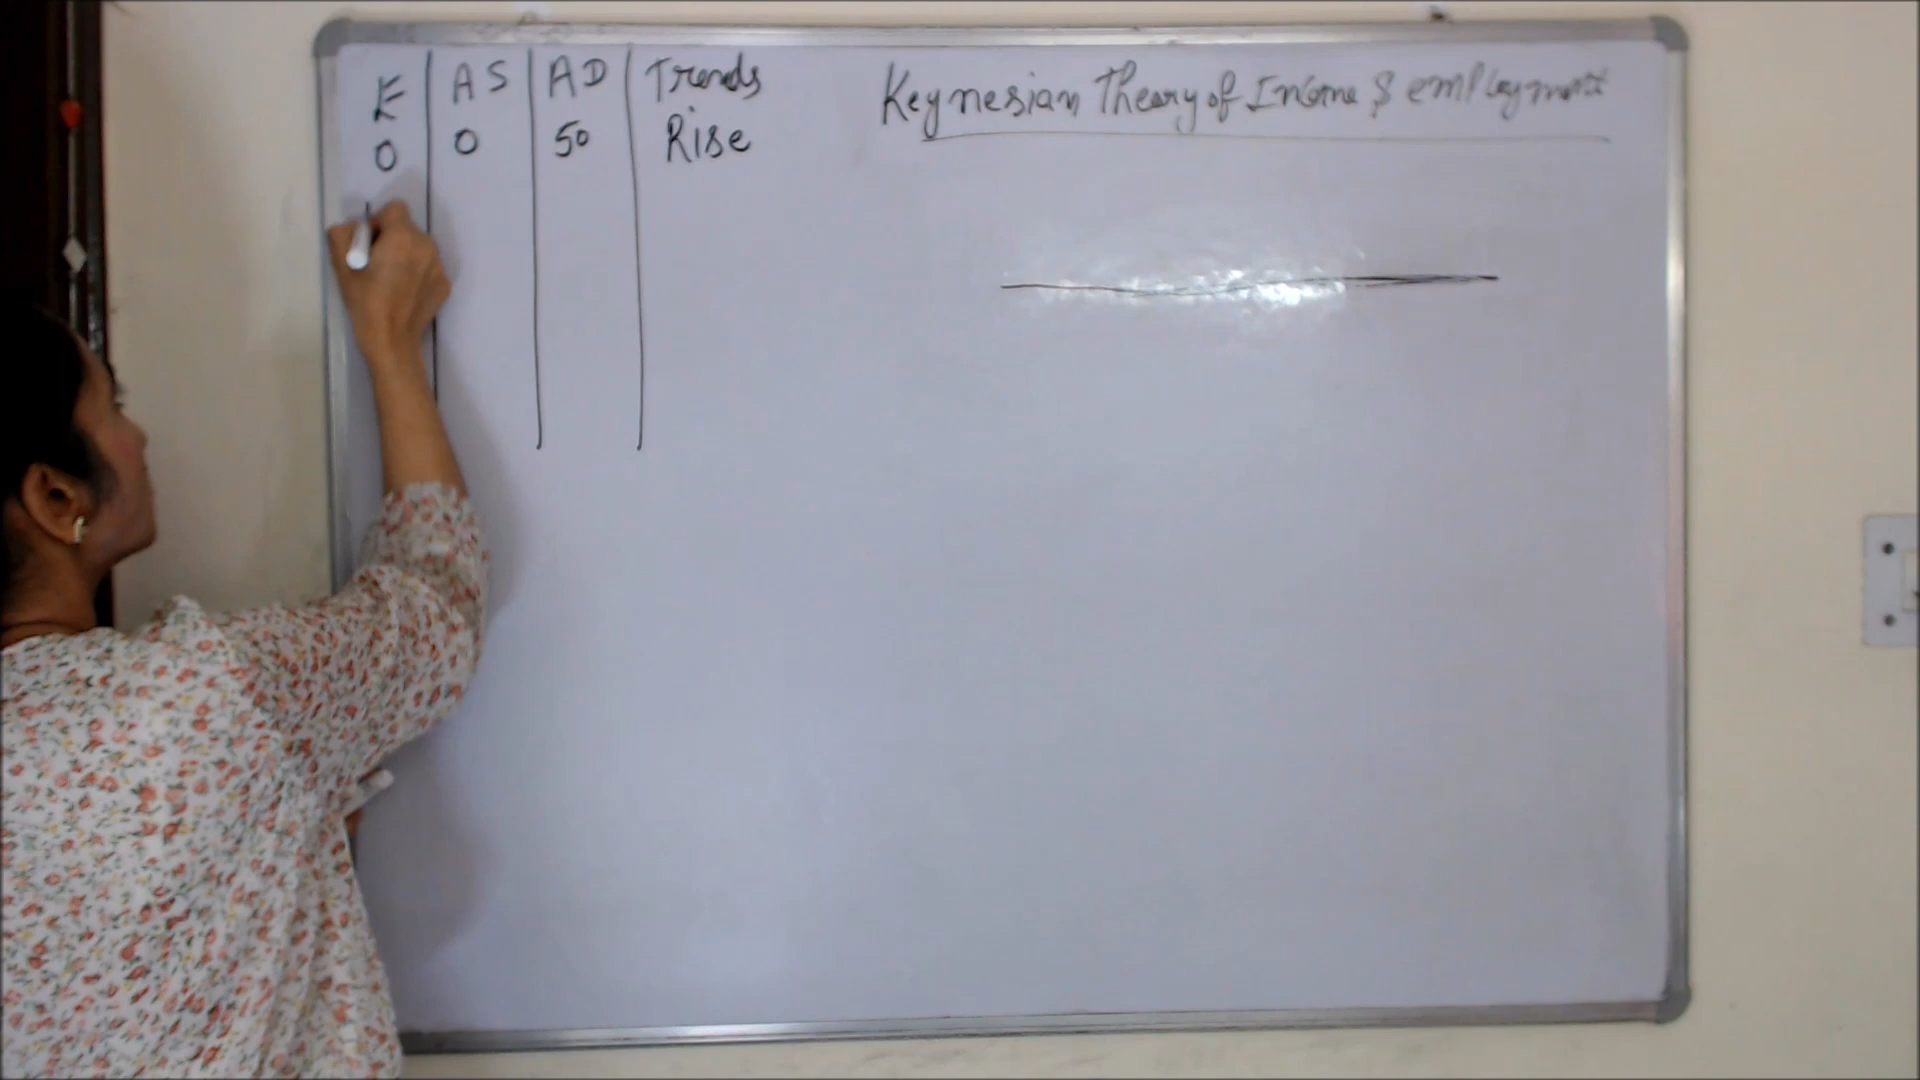 E AS AD Trends
0 0 50 Rise
Keynesian Theory of Income & employment